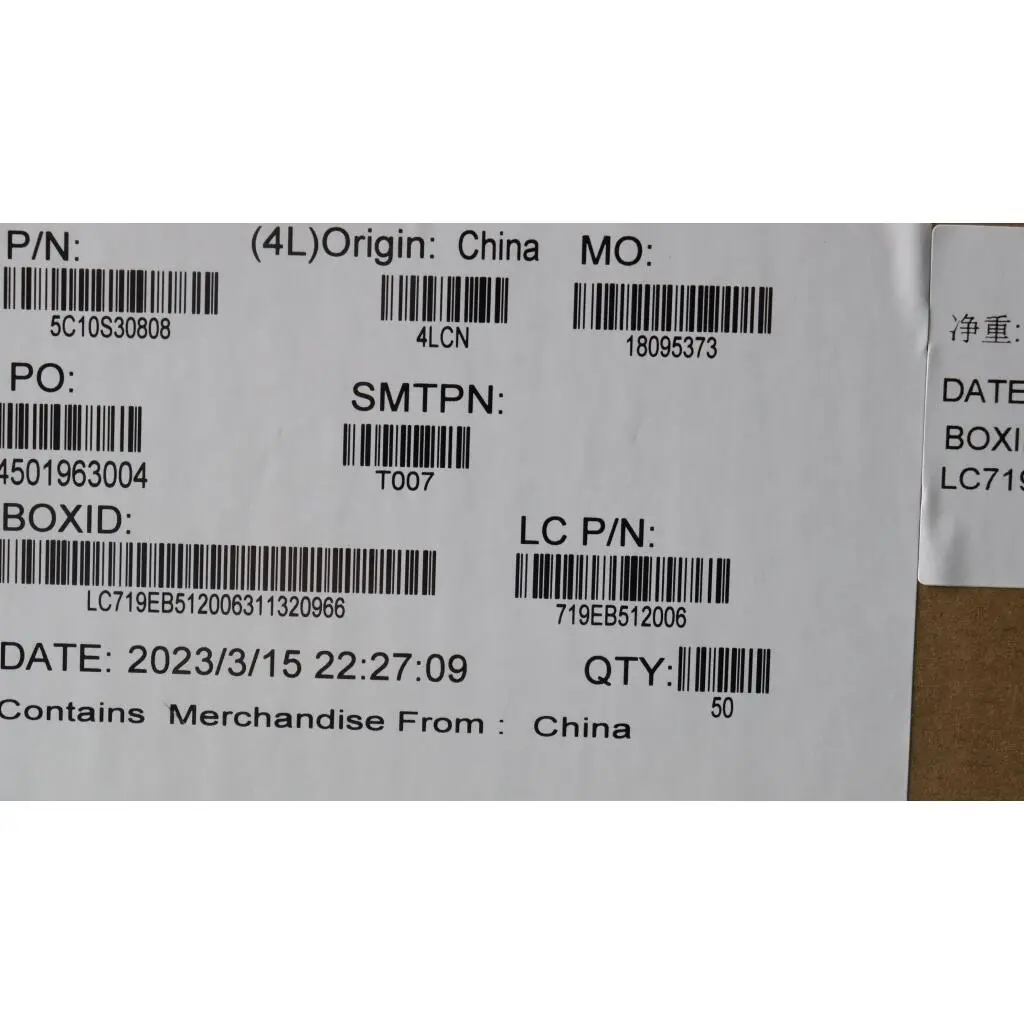 P/N:
(4L)Origin: China
MO:
5C10S30808
4LCN
18095373
PO:
SMTPN:
4501963004
T007
BOXID:
LC P/N:
LC719EB512006311320966
719EB512006
DATE: 2023/3/15 22:27:09
QTY:
50
Contains Merchandise From : China
净重:
DATE
BOXI
LC719